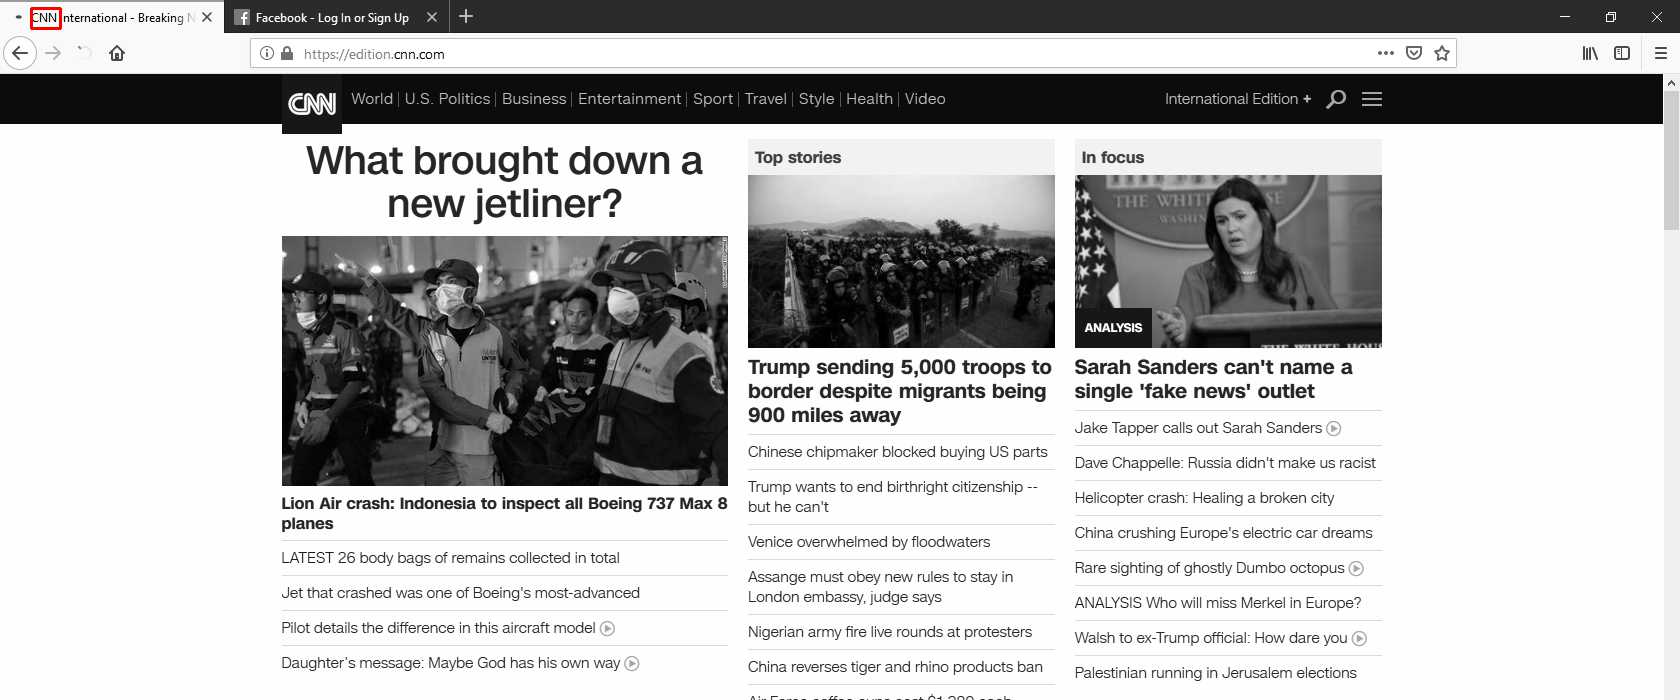 CNN International - Breaking N
Facebook - Log In or Sign Up
https://edition.cnn.com
CNN
World
U.S. Politics
Business
Entertainment
Sport
Travel
Style
Health
Video
International Edition +
What brought down a
new jetliner?
Lion Air crash: Indonesia to inspect all Boeing 737 Max 8
planes
LATEST 26 body bags of remains collected in total
Jet that crashed was one of Boeing's most-advanced
Pilot details the difference in this aircraft model
Daughter's message: Maybe God has his own way
Top stories
Trump sending 5,000 troops to
border despite migrants being
900 miles away
Chinese chipmaker blocked buying US parts
Trump wants to end birthright citizenship --
but he can't
Venice overwhelmed by floodwaters
Assange must obey new rules to stay in
London embassy, judge says
Nigerian army fire live rounds at protesters
China reverses tiger and rhino products ban
In focus
THE WHITE HOUSE
WASHINGTON
ANALYSIS
THE WHITE HOUS
Sarah Sanders can't name a
single 'fake news' outlet
Jake Tapper calls out Sarah Sanders
Dave Chappelle: Russia didn't make us racist
Helicopter crash: Healing a broken city
China crushing Europe's electric car dreams
Rare sighting of ghostly Dumbo octopus
ANALYSIS Who will miss Merkel in Europe?
Walsh to ex-Trump official: How dare you
Palestinian running in Jerusalem elections